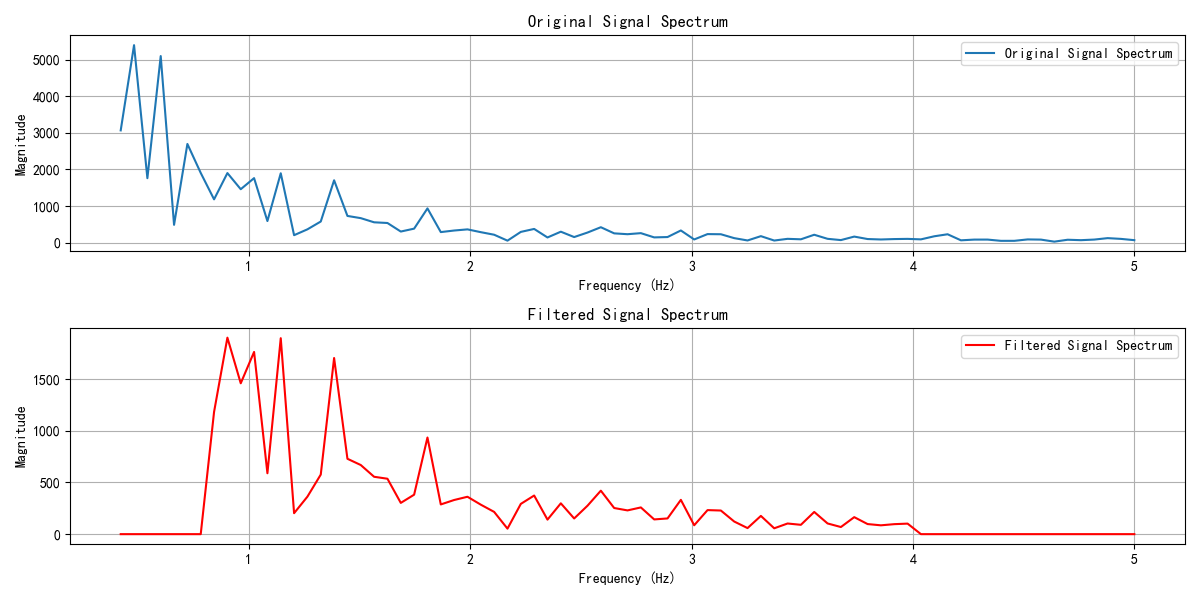 Original Signal Spectrum
Original Signal Spectrum
5000
4000
3000
2000
1000
0
Magnitude
1 2 3 4 5
Frequency (Hz)
Filtered Signal Spectrum
Filtered Signal Spectrum
1500
1000
500
0
Magnitude
1 2 3 4 5
Frequency (Hz)